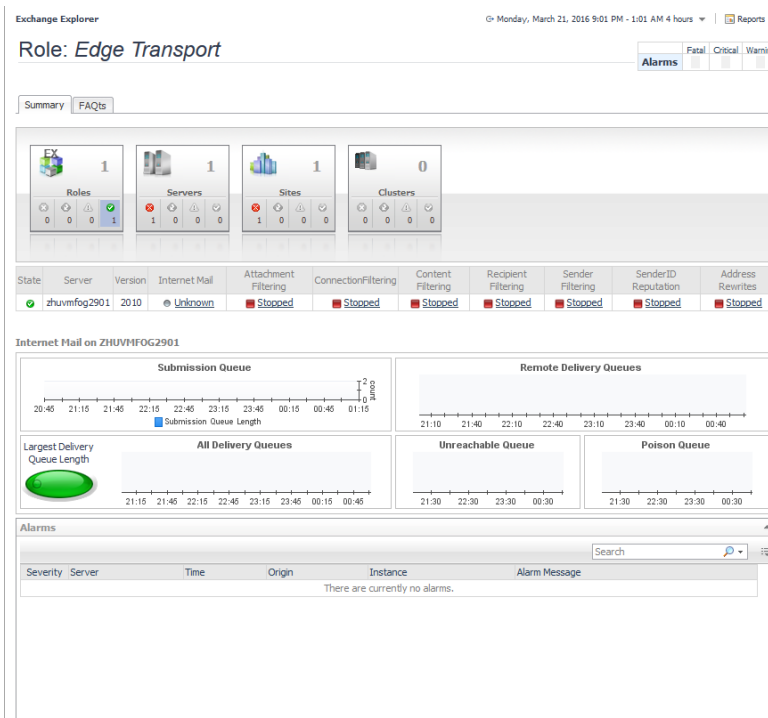 Exchange Explorer
Monday, March 21, 2016 9:01 PM - 1:01 AM 4 hours
Reports
Role: Edge Transport
Fatal Critical Warnin
Alarms
Summary FAQts
EX
1 1 1 0
Roles Servers Sites Clusters
0 0 0 1 1 0 0 0 1 0 0 0 0 0 0 0
State Server Version Internet Mail Attachment Filtering ConnectionFiltering Content Filtering Recipient Filtering Sender Filtering SenderID Reputation Address Rewrites
zhuvmfog2901 2010 Unknown Stopped Stopped Stopped Stopped Stopped Stopped Stopped
Internet Mail on ZHUVMFOG2901
Submission Queue
2
0
count
20:45 21:15 21:45 22:15 22:45 23:15 23:45 00:15 00:45 01:15
Submission Queue Length
Remote Delivery Queues
21:10 21:40 22:10 22:40 23:10 23:40 00:10 00:40
Largest Delivery
Queue Length
All Delivery Queues
21:15 21:45 22:15 22:45 23:15 23:45 00:15 00:45
Unreachable Queue
21:30 22:30 23:30 00:30
Poison Queue
21:30 22:30 23:30 00:30
Alarms
Search
Severity Server Time Origin Instance Alarm Message
There are currently no alarms.